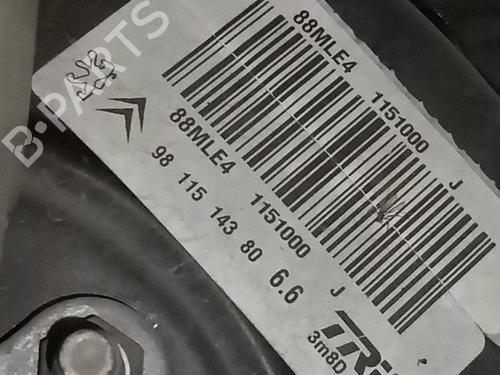 88MLE4 1151000 J
88MLE4 1151000 J
98 115 143 80 6.6
TR
3m8D
B-PARTS